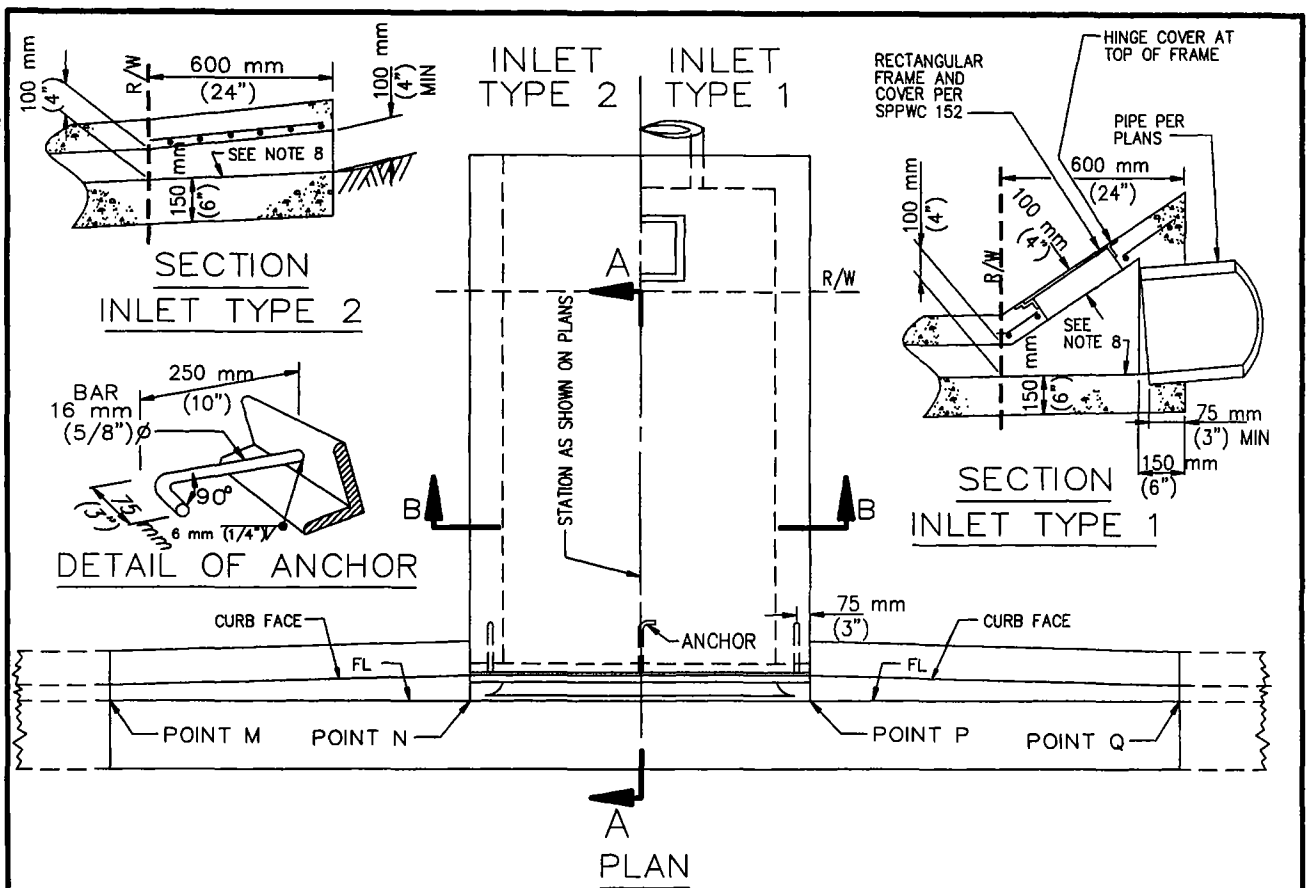 100 mm
(4")
R/W
600 mm
(24")
100 mm
(4")
MIN
SEE NOTE 8
150 mm
(6")
SECTION
INLET TYPE 2
INLET
TYPE 2
INLET
TYPE 1
RECTANGULAR
FRAME AND
COVER PER
SPPWC 152
HINGE COVER AT
TOP OF FRAME
PIPE PER
PLANS
600 mm
(24")
100 mm
(4")
100 mm
(4")
R/W
SEE
NOTE 8
150 mm
(6")
75 mm
(3") MIN
150 mm
(6")
SECTION
INLET TYPE 1
BAR
16 mm
(5/8")ø
250 mm
(10")
90°
75 mm
(3")
6 mm (1/4")
DETAIL OF ANCHOR
A
R/W
STATION AS SHOWN ON PLANS
B
B
75 mm
(3")
ANCHOR
CURB FACE
CURB FACE
FL
FL
POINT M
POINT N
POINT P
POINT Q
A
PLAN